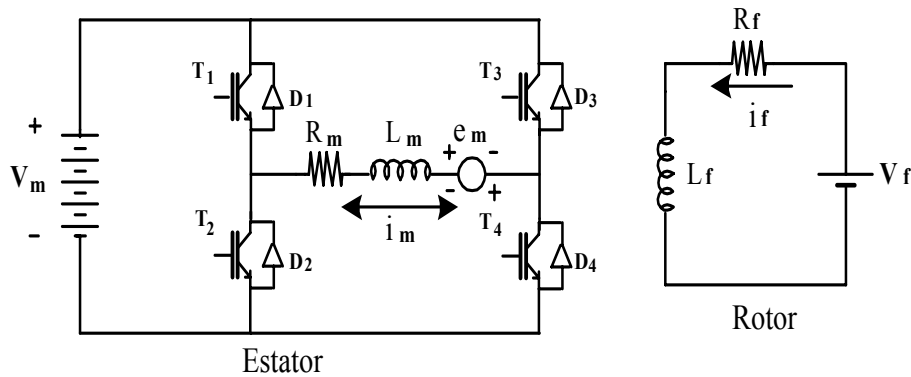 T1
D1
T3
D3
Rm
Lm
em
+
-
+
Vm
-
-
+
im
T2
D2
T4
D4
Estator
Rf
if
Lf
Vf
Rotor